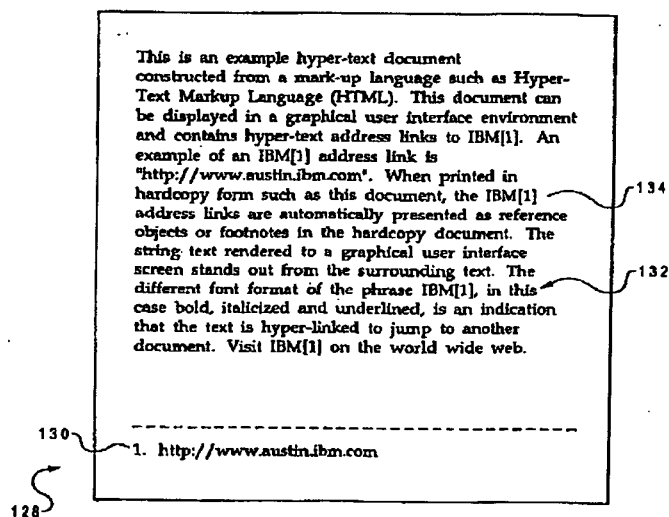 This is an example hyper-text document
constructed from a mark-up language such as Hyper-
Text Markup Language (HTML). This document can
be displayed in a graphical user interface environment
and contains hyper-text address links to IBM[1]. An
example of an IBM[1] address link is
"http://www.austin.ibm.com". When printed in
hardcopy form such as this document, the IBM[1]
134
address links are automatically presented as reference
objects or footnotes in the hardcopy document. The
string text rendered to a graphical user interface
screen stands out from the surrounding text. The
132
different font format of the phrase IBM[1], in this
case bold, italicized and underlined, is an indication
that the text is hyper-linked to jump to another
document. Visit IBM[1] on the world wide web.
130
1. http://www.austin.ibm.com
128